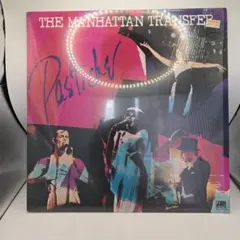 THE MANHATTAN TRANSFER
Pastiche